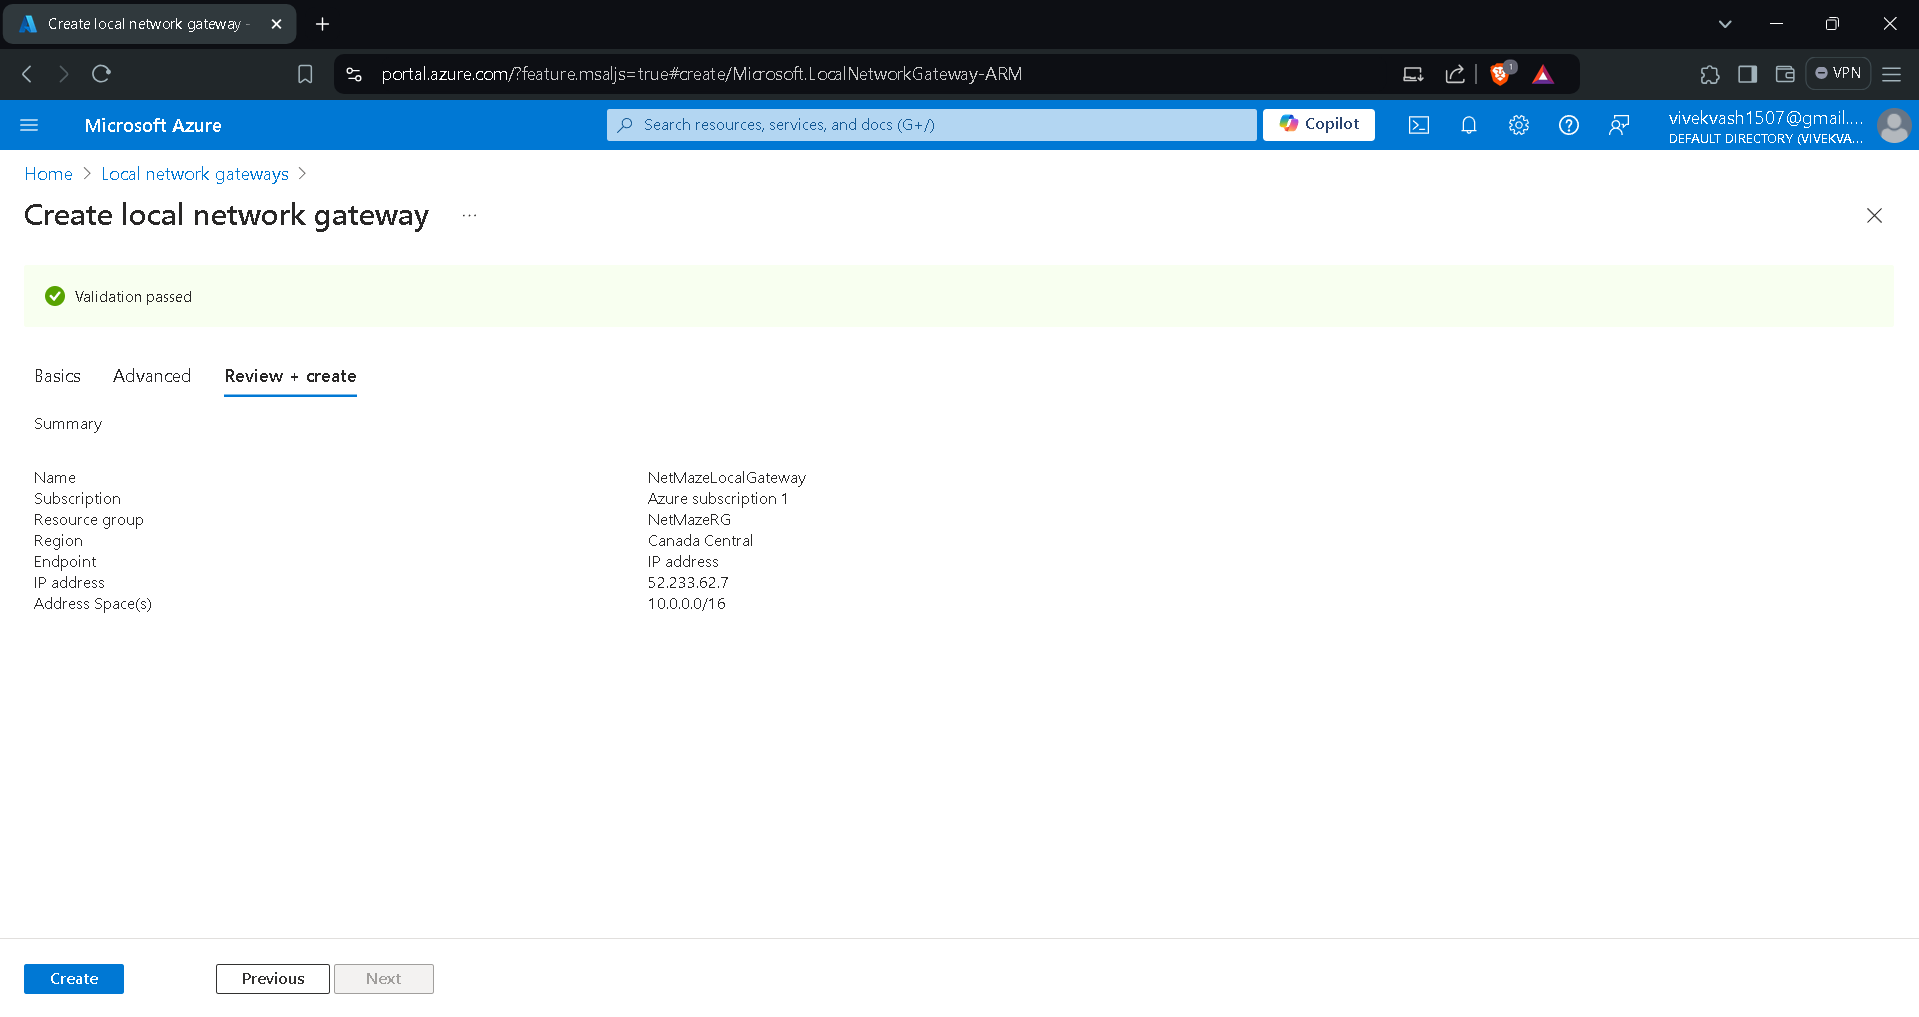 Create local network gateway -
portal.azure.com/?feature.msaljs=true#create/Microsoft.LocalNetworkGateway-ARM
1
VPN
Microsoft Azure
Search resources, services, and docs (G+/)
Copilot
vivekvash1507@gmail....
DEFAULT DIRECTORY (VIVEKVA...
Home > Local network gateways >
Create local network gateway ...
Validation passed
Basics Advanced Review + create
Summary
Name NetMazeLocalGateway
Subscription Azure subscription 1
Resource group NetMazeRG
Region Canada Central
Endpoint IP address
IP address 52.233.62.7
Address Space(s) 10.0.0.0/16
Create Previous Next